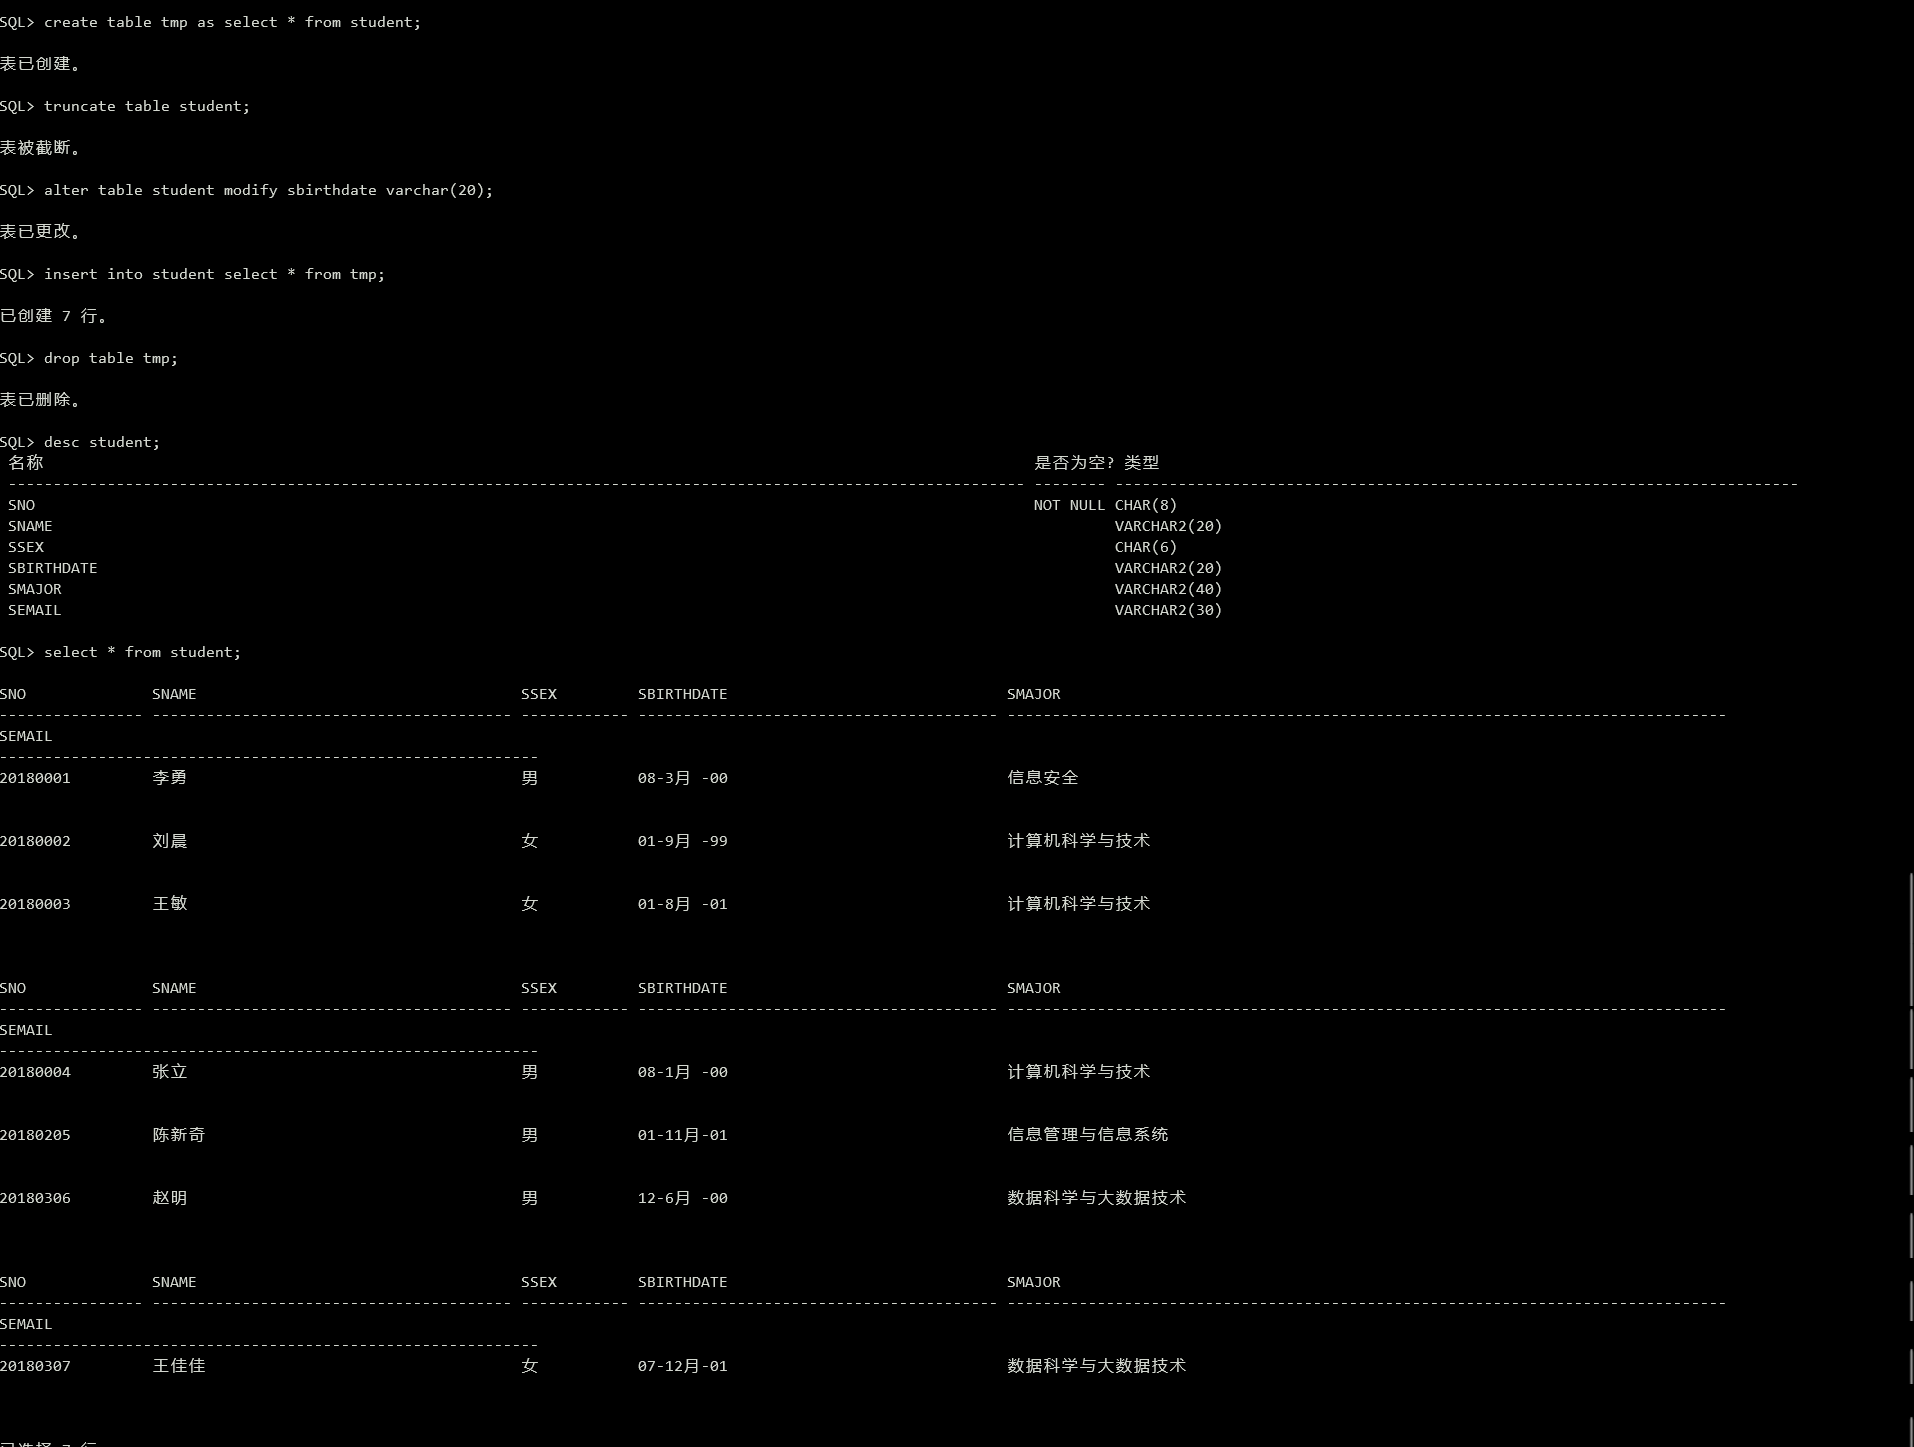 SQL> create table tmp as select * from student;
表已创建。
SQL> truncate table student;
表被截断。
SQL> alter table student modify sbirthdate varchar(20);
表已更改。
SQL> insert into student select * from tmp;
已创建 7 行。
SQL> drop table tmp;
表已删除。
SQL> desc student;
名称 是否为空? 类型
SNO NOT NULL CHAR(8)
SNAME VARCHAR2(20)
SSEX CHAR(6)
SBIRTHDATE VARCHAR2(20)
SMAJOR VARCHAR2(40)
SEMAIL VARCHAR2(30)
SQL> select * from student;
SNO SNAME SSEX SBIRTHDATE SMAJOR
SEMAIL
20180001 李勇 男 08-3月 -00 信息安全
20180002 刘晨 女 01-9月 -99 计算机科学与技术
20180003 王敏 女 01-8月 -01 计算机科学与技术
SNO SNAME SSEX SBIRTHDATE SMAJOR
SEMAIL
20180004 张立 男 08-1月 -00 计算机科学与技术
20180205 陈新奇 男 01-11月-01 信息管理与信息系统
20180306 赵明 男 12-6月 -00 数据科学与大数据技术
SNO SNAME SSEX SBIRTHDATE SMAJOR
SEMAIL
20180307 王佳佳 女 07-12月-01 数据科学与大数据技术